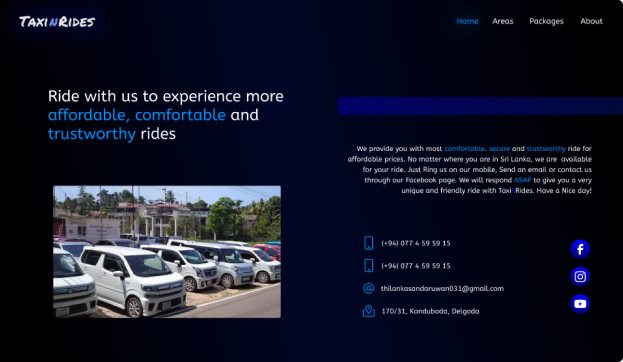 TAXINRIDES
Home Areas Packages About
Ride with us to experience more
affordable, comfortable and
trustworthy rides
We provide you with most comfortable. secure and trustworthy ride for
affordable prices. No matter where you are in Sri Lanka, we are available
for your ride. Just Ring us on our mobile, Send an email or contact us
through our Facebook page. We will respond ASAP to give you a very
unique and friendly ride with Taxi Rides. Have a Nice day!
(+94) 077 4 59 59 15
(+94) 077 4 59 59 15
thilankasandaruwan031@gmail.com
170/31, Kanduboda, Delgoda